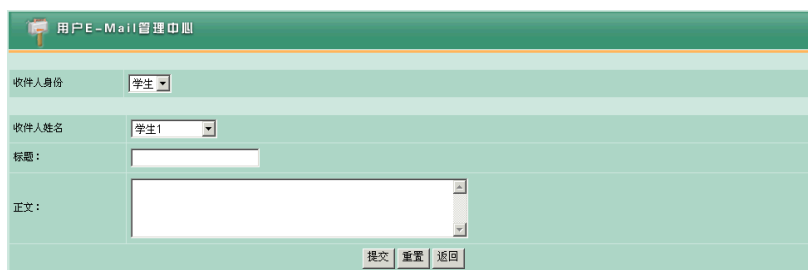 用户E-Mail管理中心
收件人身份 学生
收件人姓名 学生1
标题：
正文：
提交 重置 返回